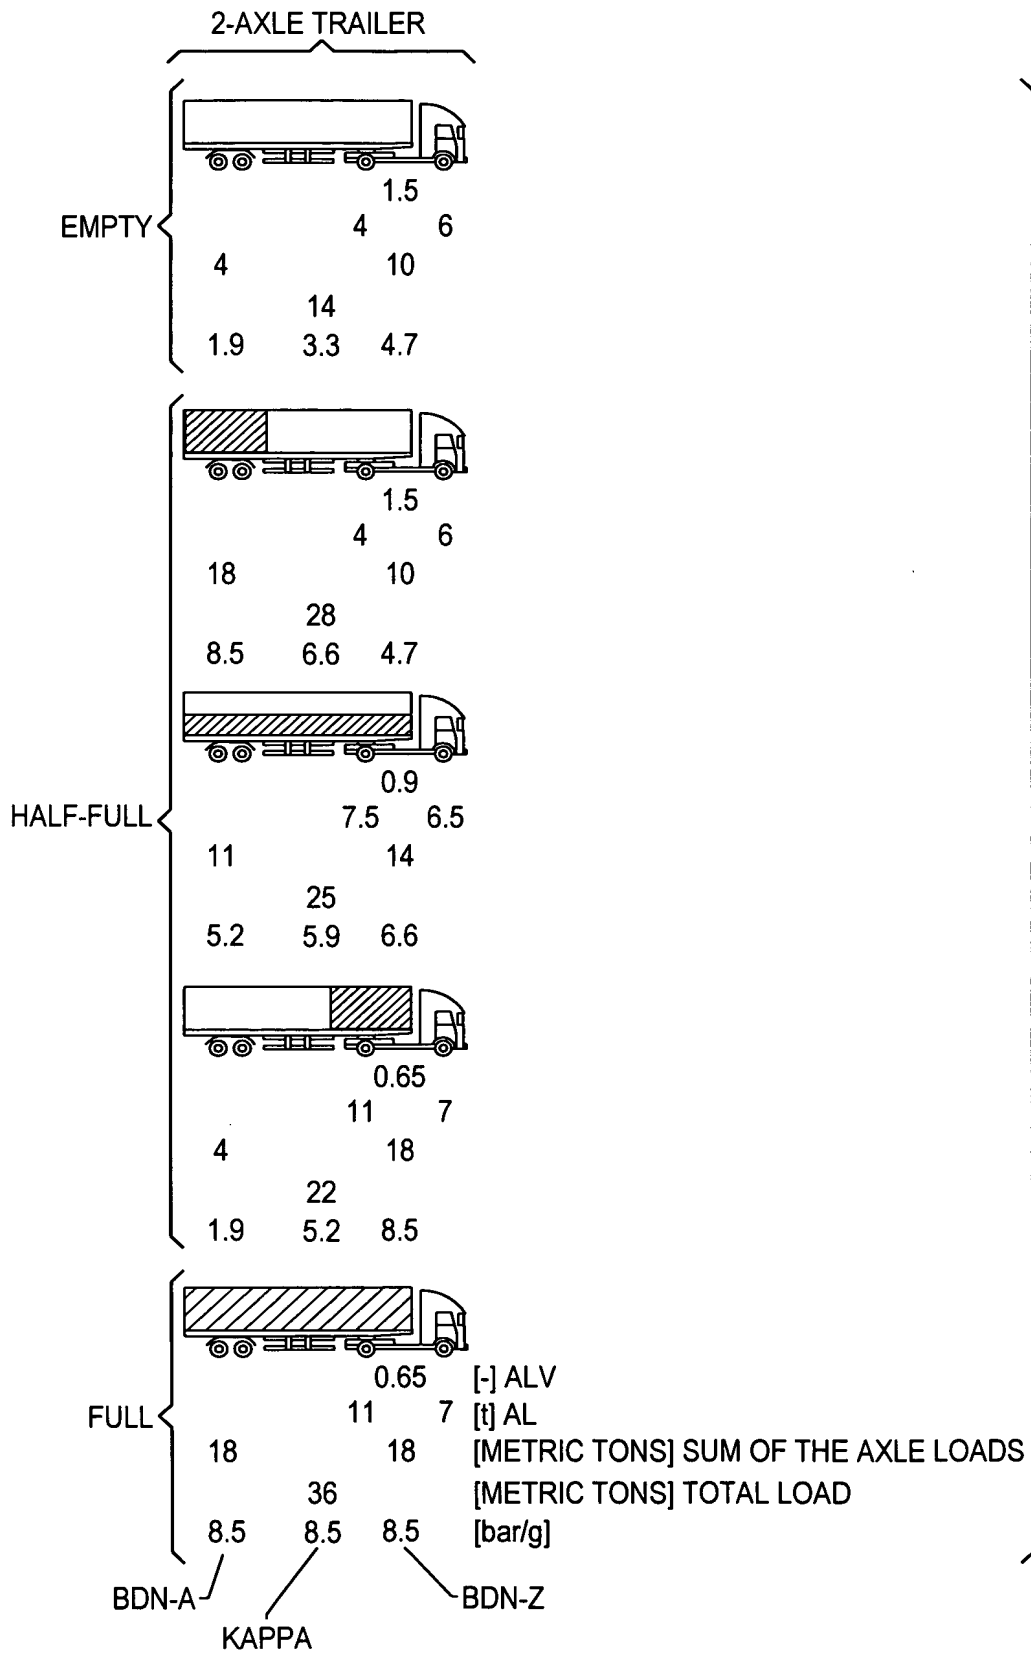 2-AXLE TRAILER
1.5
EMPTY 4 6
4 10
14
1.9 3.3 4.7
1.5
4 6
18 10
28
8.5 6.6 4.7
0.9
HALF-FULL 7.5 6.5
11 14
25
5.2 5.9 6.6
0.65
11 7
4 18
22
1.9 5.2 8.5
0.65 [-] ALV
FULL 11 7 [t] AL
18 18 [METRIC TONS] SUM OF THE AXLE LOADS
36 [METRIC TONS] TOTAL LOAD
8.5 8.5 8.5 [bar/g]
BDN-A BDN-Z
KAPPA